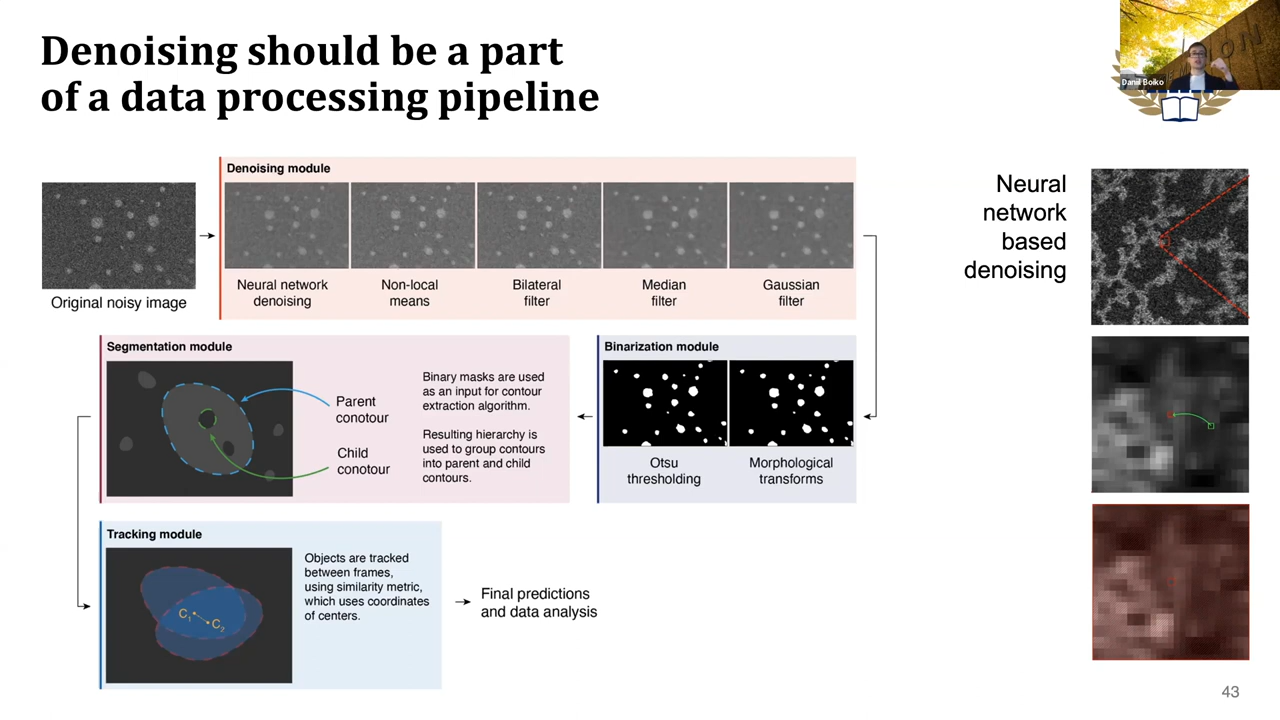 Denoising should be a part
of a data processing pipeline
Danil Boiko
Original noisy image
Denoising module
Neural network
denoising
Non-local
means
Bilateral
filter
Median
filter
Gaussian
filter
Neural
network
based
denoising
Segmentation module
Parent
conotour
Child
conotour
Binary masks are used
as an input for contour
extraction algorithm.
Resulting hierarchy is
used to group contours
into parent and child
contours.
Binarization module
Otsu
thresholding
Morphological
transforms
Tracking module
C1
C2
Objects are tracked
between frames,
using similarity metric,
which uses coordinates
of centers.
Final predictions
and data analysis
43